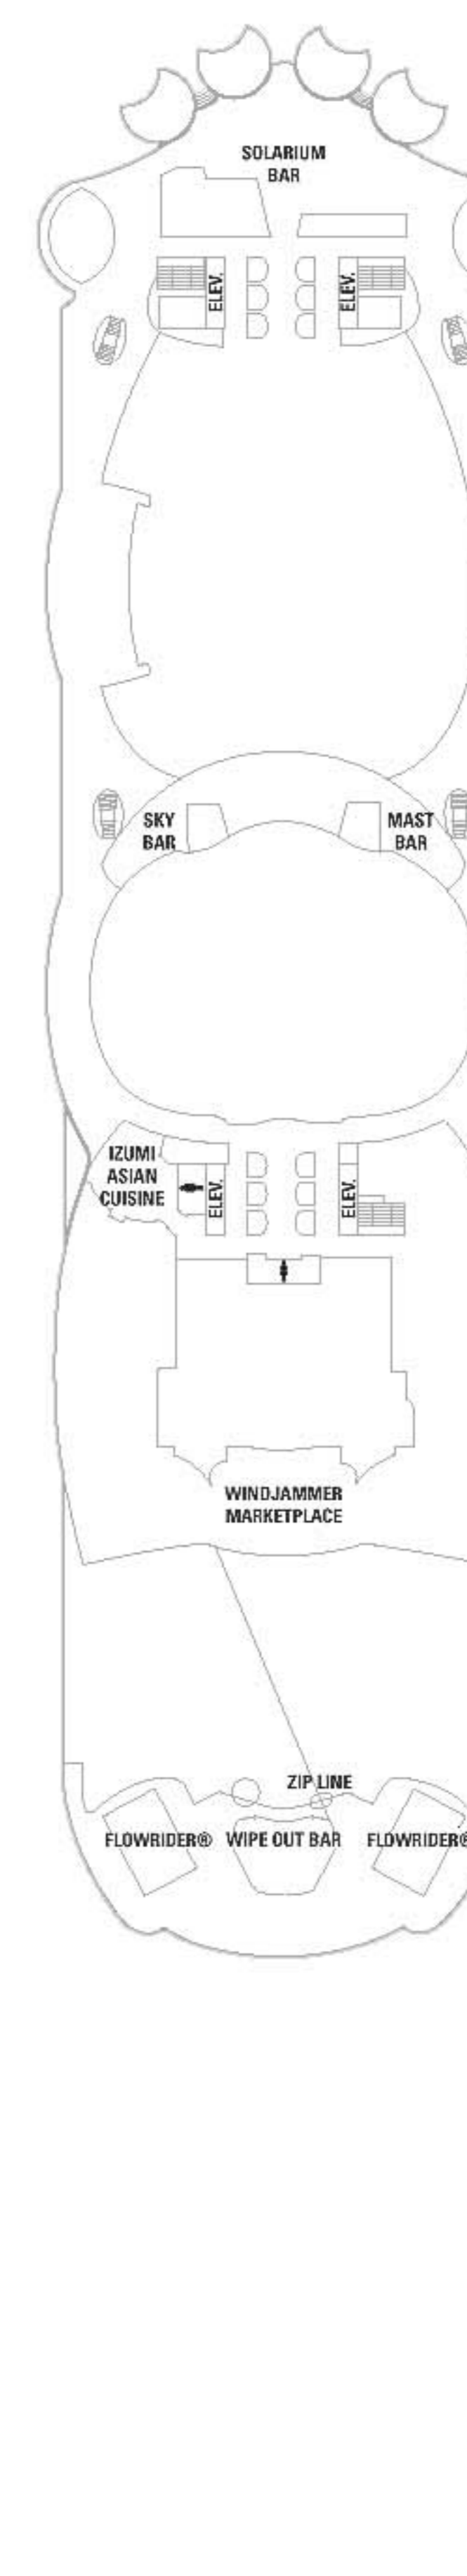 SOLARIUM
BAR
ELEV.
ELEV.
SKY
BAR
MAST
BAR
IZUMI
ASIAN
CUISINE
ELEV.
ELEV.
WINDJAMMER
MARKETPLACE
ZIP LINE
FLOWRIDER®
WIPE OUT BAR
FLOWRIDER®